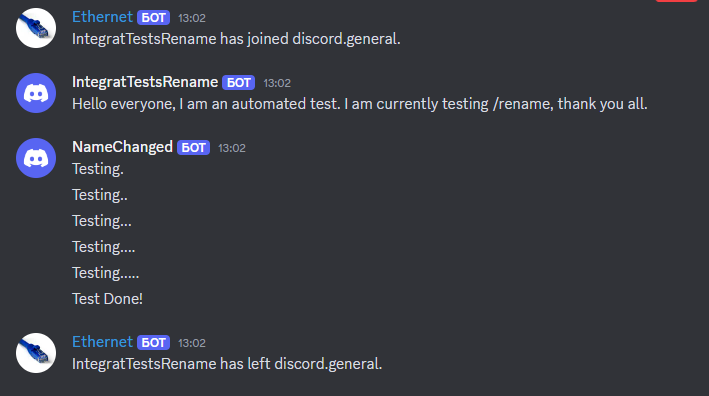 Ethernet БОТ 13:02
IntegratTestsRename has joined discord.general.
IntegratTestsRename БОТ 13:02
Hello everyone, I am an automated test. I am currently testing /rename, thank you all.
NameChanged БОТ 13:02
Testing.
Testing..
Testing...
Testing....
Testing.....
Test Done!
Ethernet БОТ 13:02
IntegratTestsRename has left discord.general.